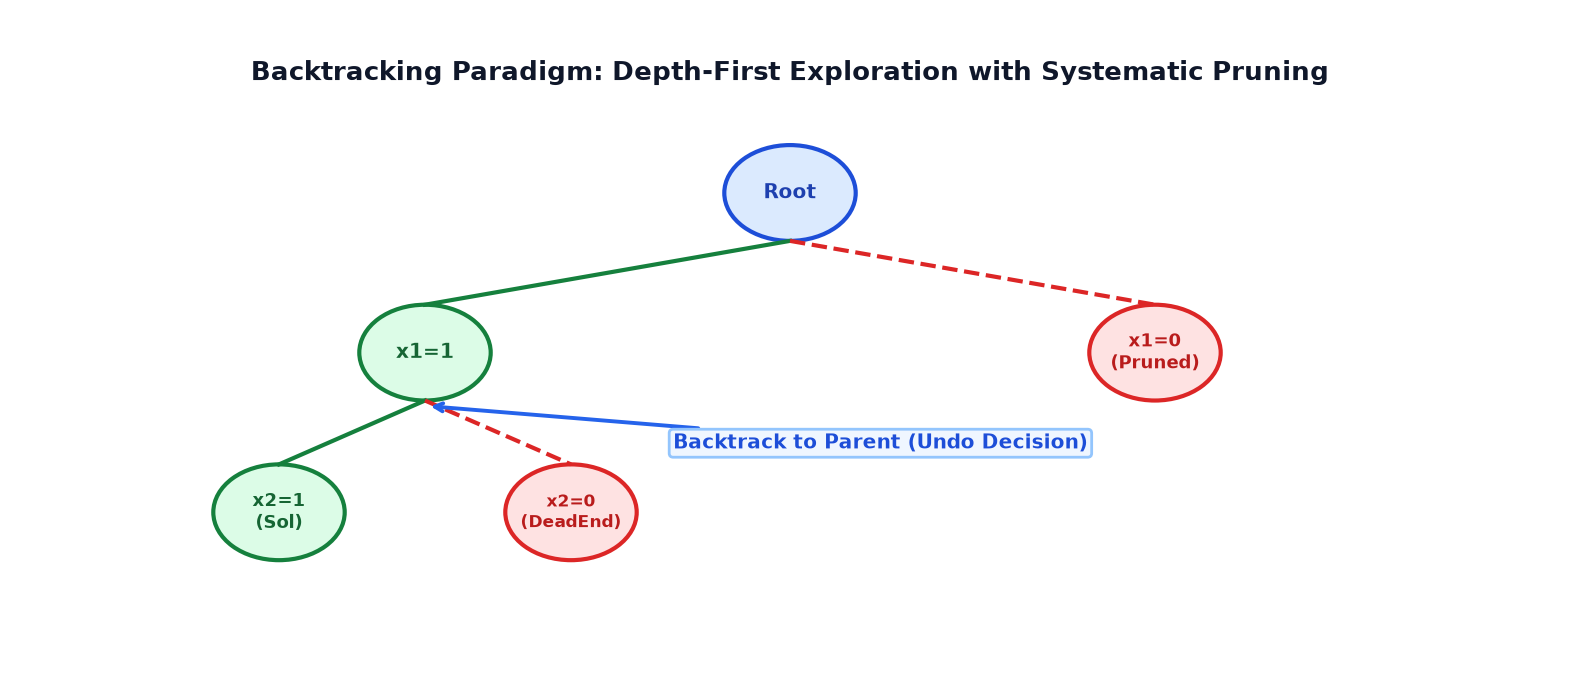 Backtracking Paradigm: Depth-First Exploration with Systematic Pruning
Root
x1=1
x1=0
(Pruned)
Backtrack to Parent (Undo Decision)
x2=1
(Sol)
x2=0
(DeadEnd)